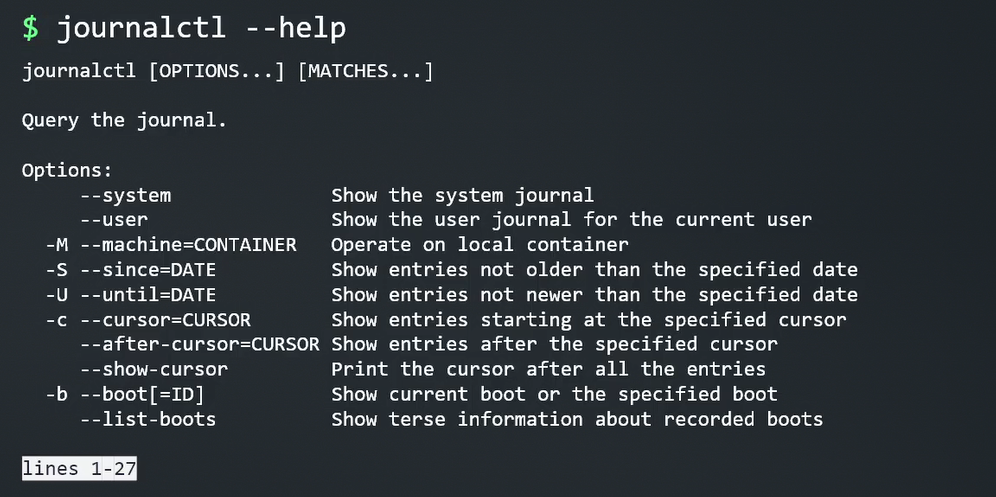 $ journalctl --help
journalctl [OPTIONS...] [MATCHES...]

Query the journal.

Options:
     --system              Show the system journal
     --user                Show the user journal for the current user
  -M --machine=CONTAINER   Operate on local container
  -S --since=DATE          Show entries not older than the specified date
  -U --until=DATE          Show entries not newer than the specified date
  -c --cursor=CURSOR       Show entries starting at the specified cursor
     --after-cursor=CURSOR Show entries after the specified cursor
     --show-cursor         Print the cursor after all the entries
  -b --boot[=ID]           Show current boot or the specified boot
     --list-boots          Show terse information about recorded boots

lines 1-27